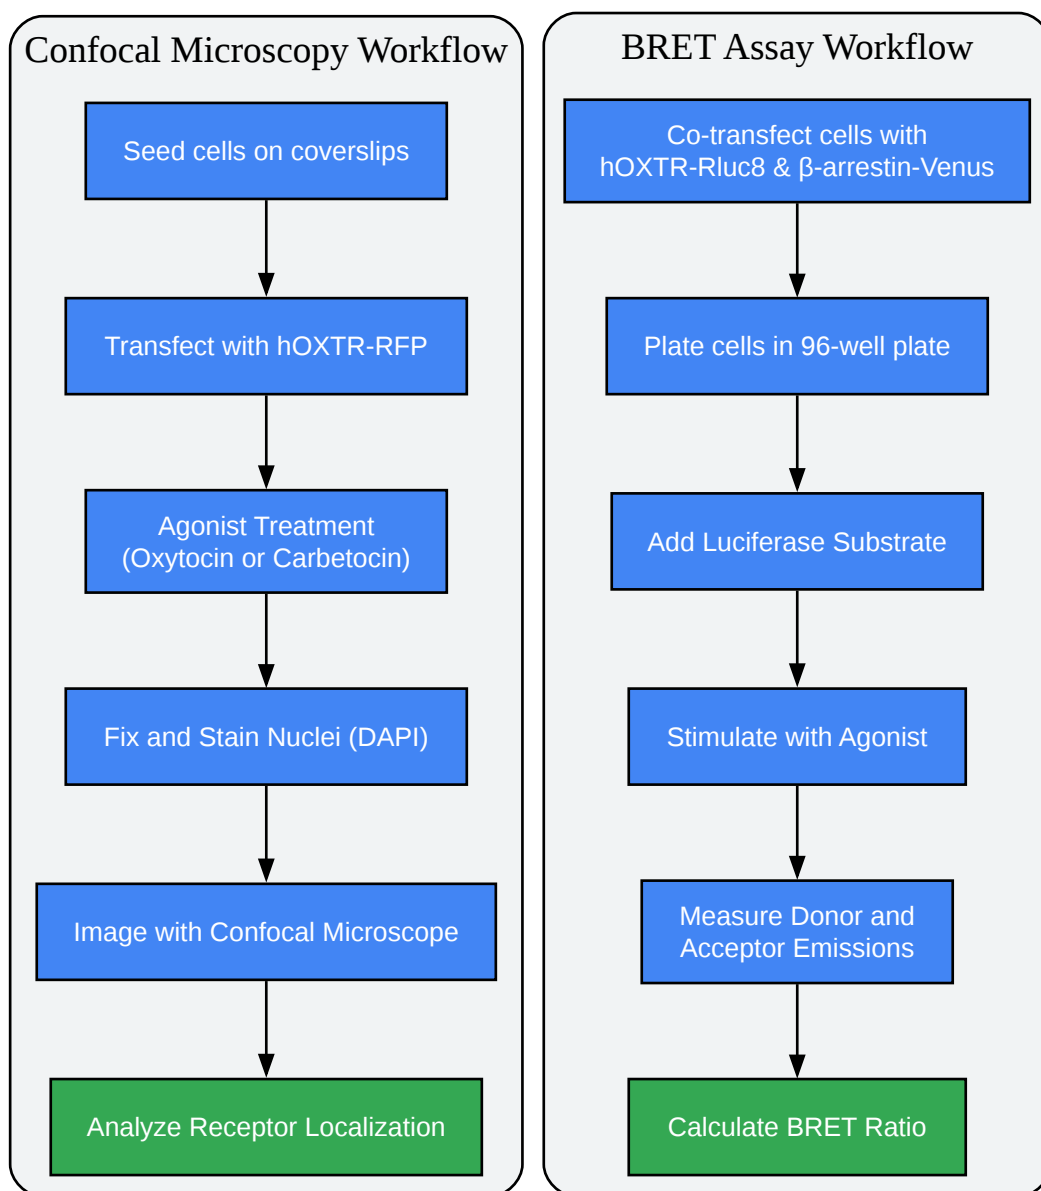 Confocal Microscopy Workflow
Seed cells on coverslips
Transfect with hOXTR-RFP
Agonist Treatment
(Oxytocin or Carbetocin)
Fix and Stain Nuclei (DAPI)
Image with Confocal Microscope
Analyze Receptor Localization
BRET Assay Workflow
Co-transfect cells with
hOXTR-Rluc8 & β-arrestin-Venus
Plate cells in 96-well plate
Add Luciferase Substrate
Stimulate with Agonist
Measure Donor and
Acceptor Emissions
Calculate BRET Ratio